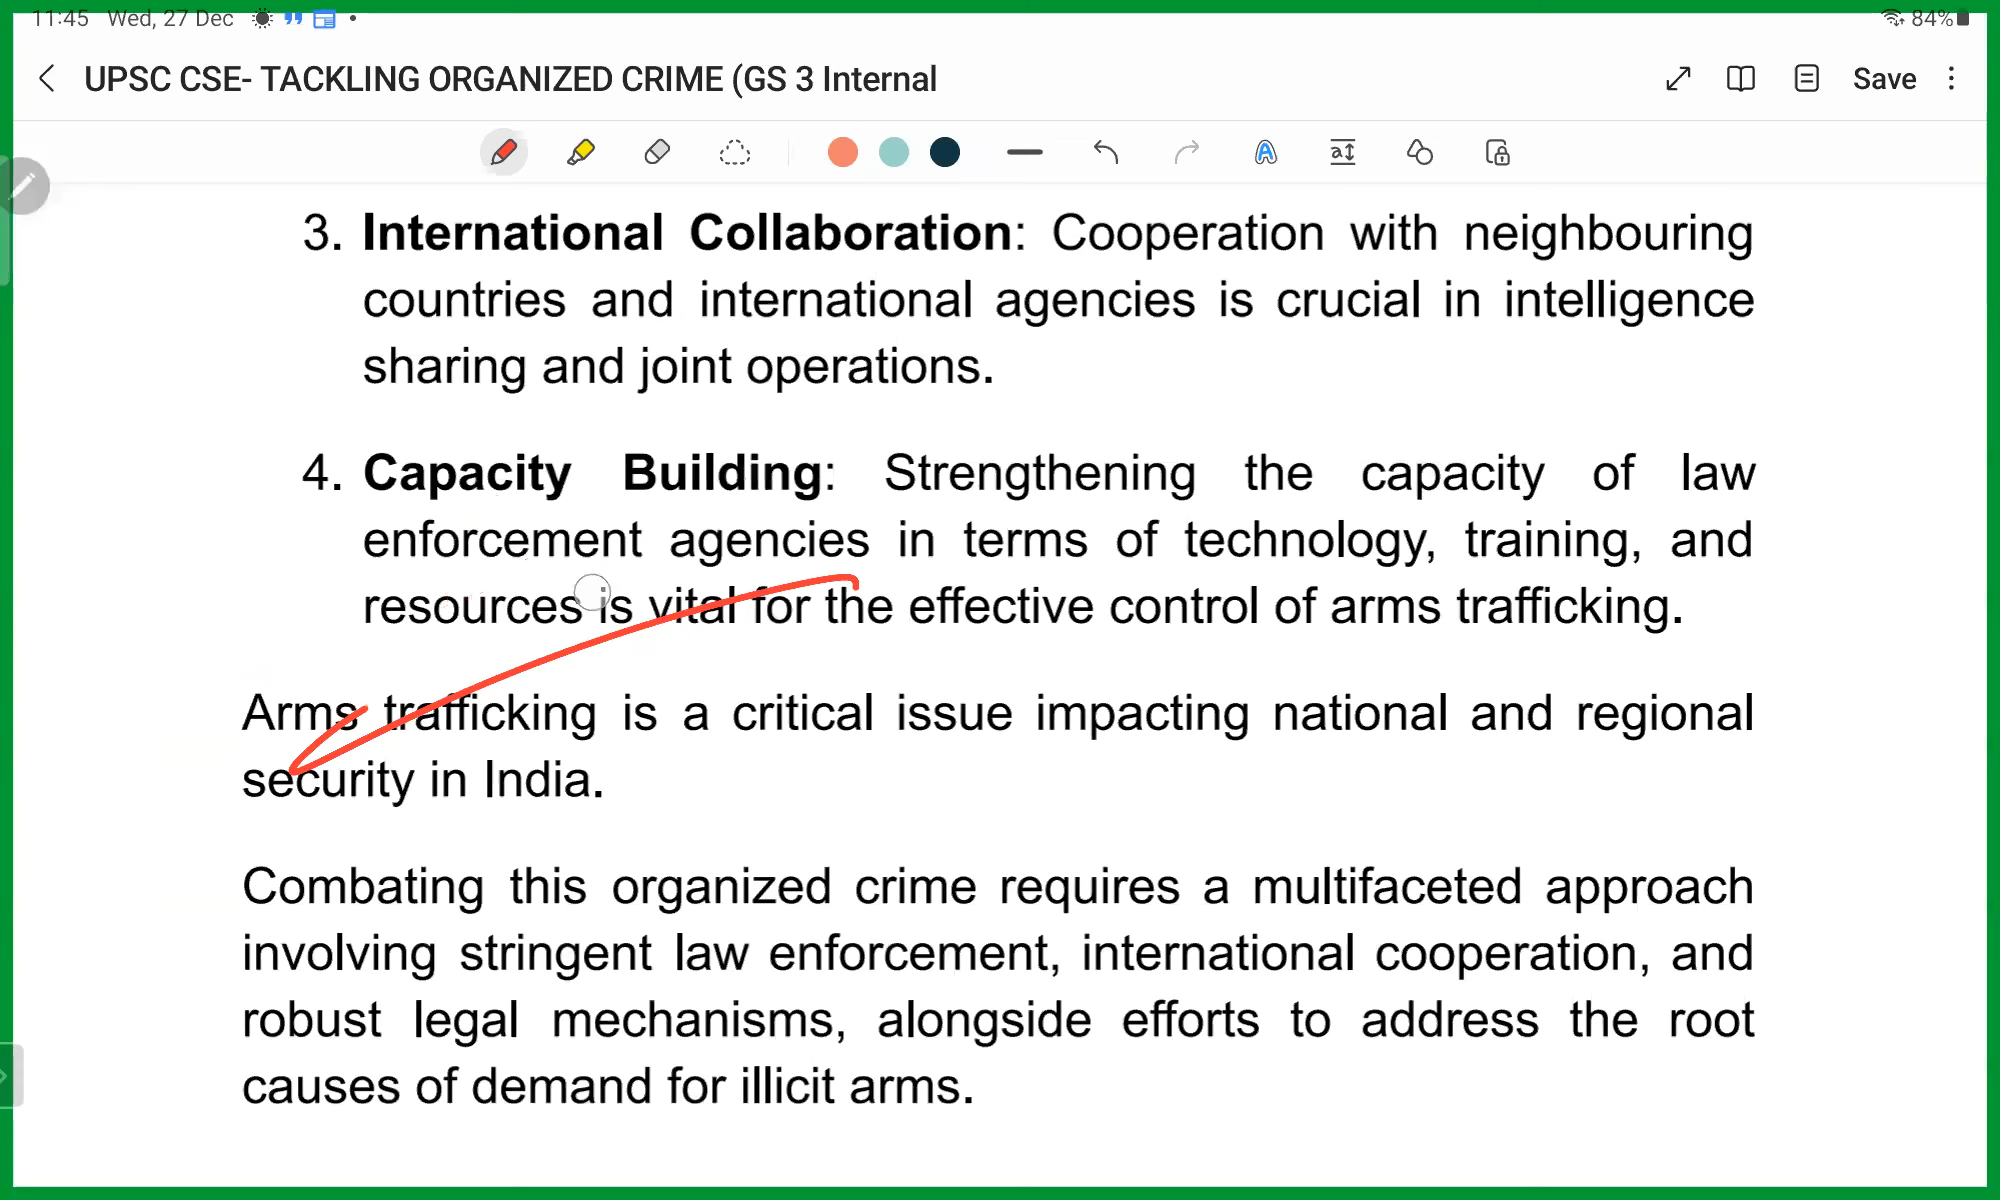 11:45 Wed, 27 Dec 84%
UPSC CSE- TACKLING ORGANIZED CRIME (GS 3 Internal
Save
3. International Collaboration: Cooperation with neighbouring
countries and international agencies is crucial in intelligence
sharing and joint operations.
4. Capacity Building: Strengthening the capacity of law
enforcement agencies in terms of technology, training, and
resources is vital for the effective control of arms trafficking.
Arms trafficking is a critical issue impacting national and regional
security in India.
Combating this organized crime requires a multifaceted approach
involving stringent law enforcement, international cooperation, and
robust legal mechanisms, alongside efforts to address the root
causes of demand for illicit arms.